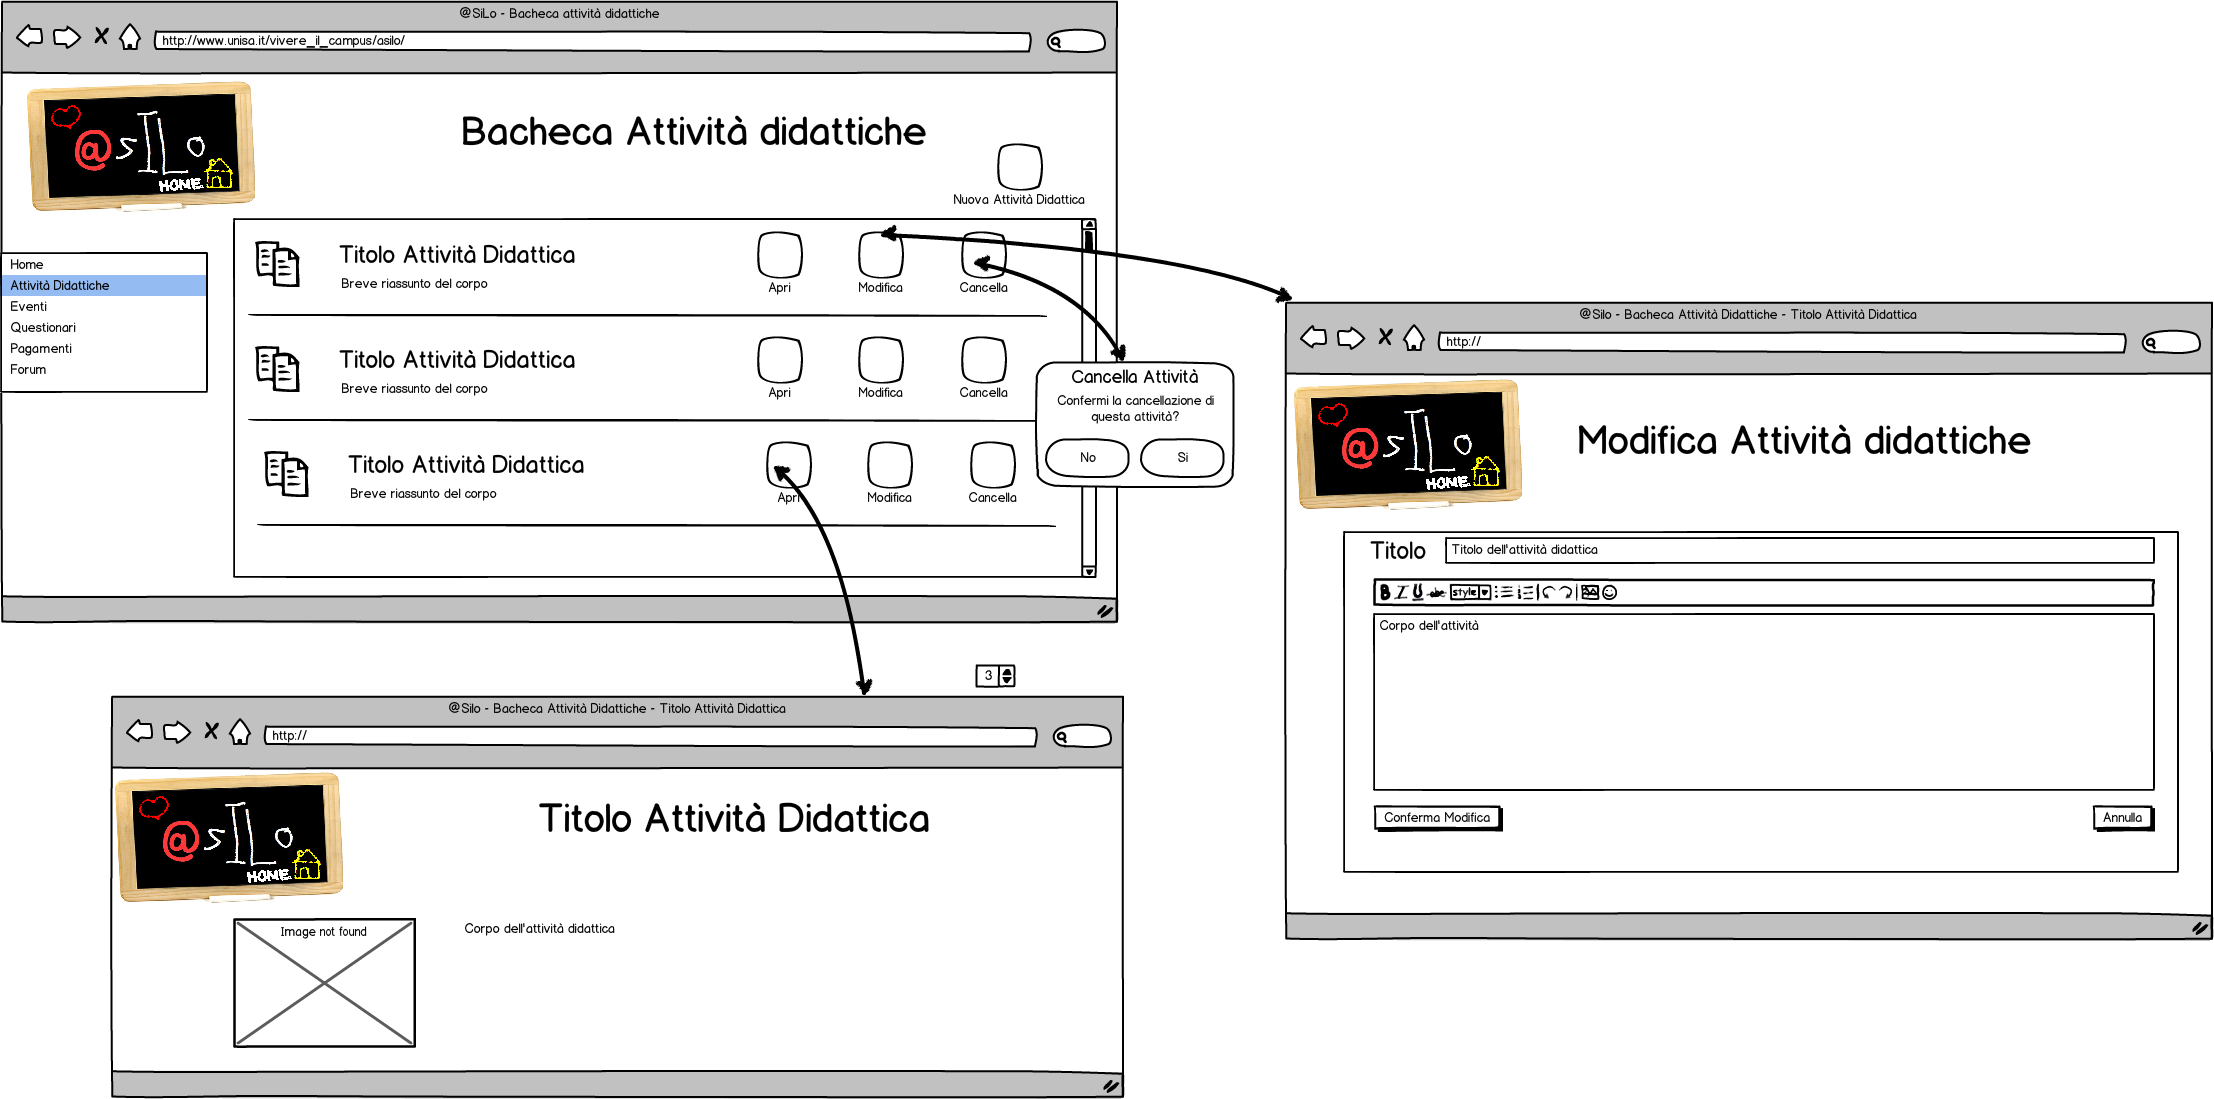 @SiLo - Bacheca attività didattiche
http://www.unisa.it/vivere_il_campus/asilo/
@sILo
HOME
Bacheca Attività didattiche
Nuova Attività Didattica
Home
Attività Didattiche
Eventi
Questionari
Pagamenti
Forum
Titolo Attività Didattica
Breve riassunto del corpo
Apri
Modifica
Cancella
Titolo Attività Didattica
Breve riassunto del corpo
Apri
Modifica
Cancella
Titolo Attività Didattica
Breve riassunto del corpo
Apri
Modifica
Cancella
Cancella Attività
Confermi la cancellazione di
questa attività?
No
Si
@Silo - Bacheca Attività Didattiche - Titolo Attività Didattica
http://
@sILo
HOME
Modifica Attività didattiche
Titolo
Titolo dell'attività didattica
B I U abc style
Corpo dell'attività
Conferma Modifica
Annulla
3
@Silo - Bacheca Attività Didattiche - Titolo Attività Didattica
http://
@sILo
HOME
Titolo Attività Didattica
Image not found
Corpo dell'attività didattica